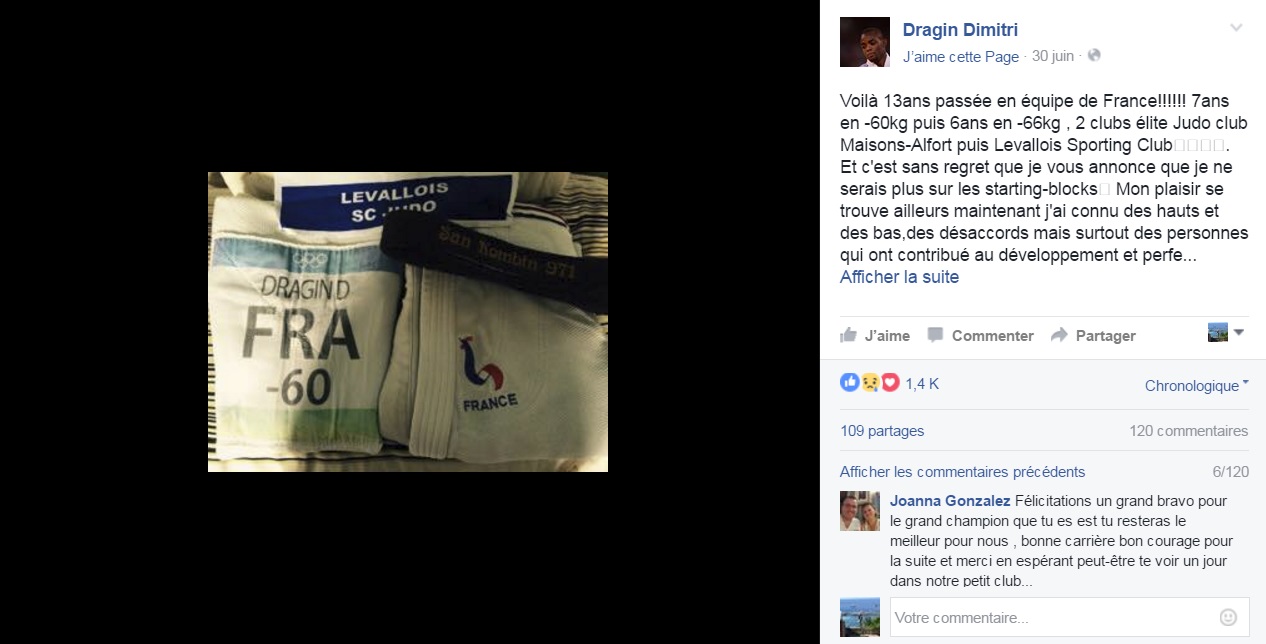 LEVALLOIS
SC JUDO
San Kombtn 971
DRAGIN D
FRA
-60
FRANCE
Dragin Dimitri
J'aime cette Page · 30 juin ·
Voilà 13ans passée en équipe de France!!!!!! 7ans
en -60kg puis 6ans en -66kg , 2 clubs élite Judo club
Maisons-Alfort puis Levallois Sporting Club□□□□.
Et c'est sans regret que je vous annonce que je ne
serais plus sur les starting-blocks□ Mon plaisir se
trouve ailleurs maintenant j'ai connu des hauts et
des bas,des désaccords mais surtout des personnes
qui ont contribué au développement et perfe...
Afficher la suite
J'aime Commenter Partager
1,4 K Chronologique
109 partages 120 commentaires
Afficher les commentaires précédents 6/120
Joanna Gonzalez Félicitations un grand bravo pour
le grand champion que tu es est tu resteras le
meilleur pour nous , bonne carrière bon courage pour
la suite et merci en espérant peut-être te voir un jour
dans notre petit club...
Votre commentaire...